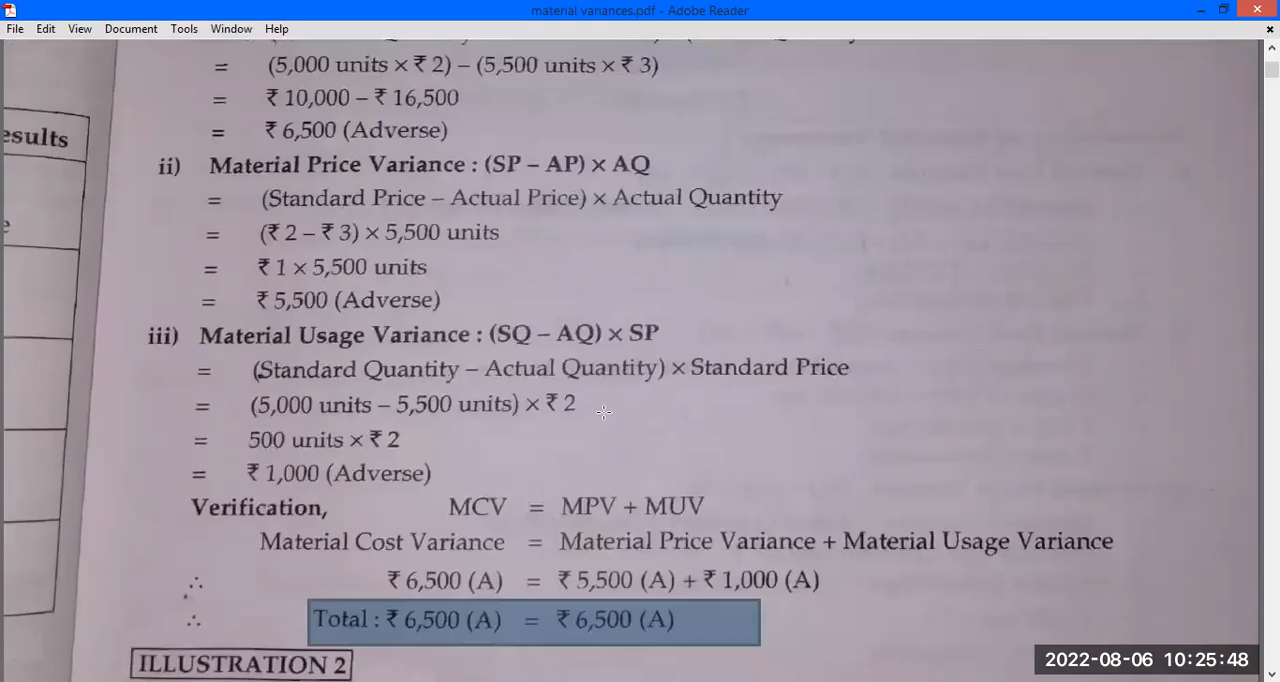 material variances.pdf - Adobe Reader
File Edit View Document Tools Window Help
= (5,000 units × ₹ 2) – (5,500 units × ₹ 3)
= ₹ 10,000 – ₹ 16,500
= ₹ 6,500 (Adverse)
ii) Material Price Variance : (SP – AP) × AQ
= (Standard Price – Actual Price) × Actual Quantity
= (₹ 2 – ₹ 3) × 5,500 units
= ₹ 1 × 5,500 units
= ₹ 5,500 (Adverse)
iii) Material Usage Variance : (SQ – AQ) × SP
= (Standard Quantity – Actual Quantity) × Standard Price
= (5,000 units – 5,500 units) × ₹ 2
= 500 units × ₹ 2
= ₹ 1,000 (Adverse)
Verification, MCV = MPV + MUV
Material Cost Variance = Material Price Variance + Material Usage Variance
∴ ₹ 6,500 (A) = ₹ 5,500 (A) + ₹ 1,000 (A)
∴ Total : ₹ 6,500 (A) = ₹ 6,500 (A)
ILLUSTRATION 2
2022-08-06 10:25:48